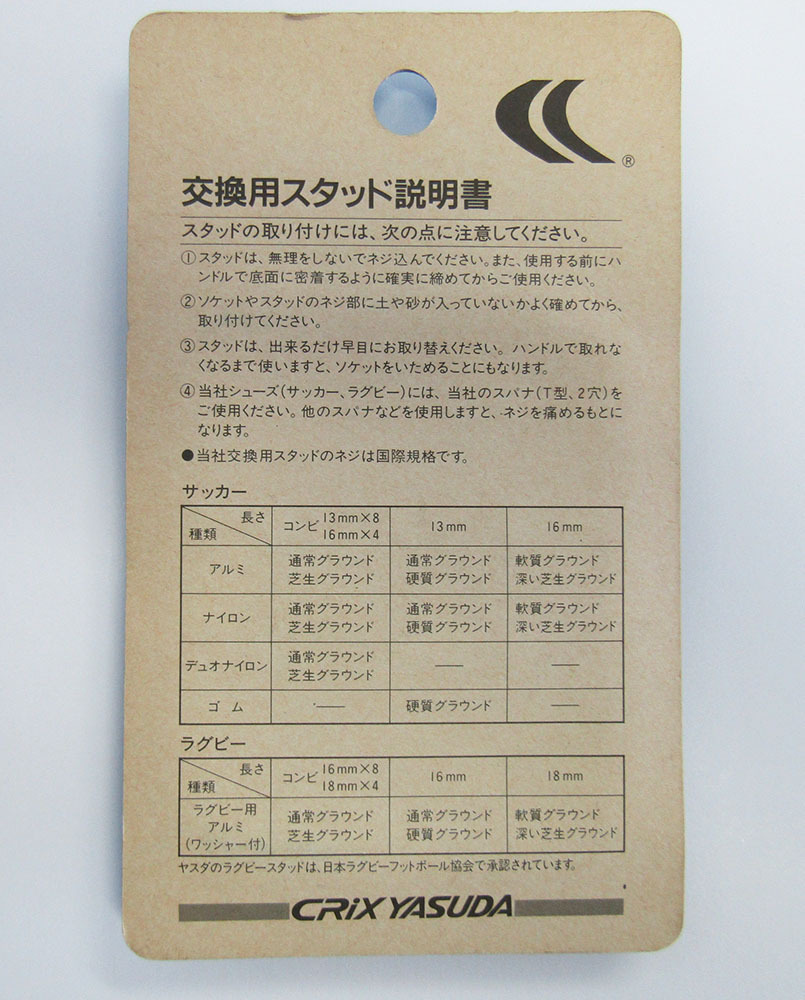 ®
交換用スタッド説明書
スタッドの取り付けには、次の点に注意してください。
①スタッドは、無理をしないでネジ込んでください。また、使用する前にハ
ンドルで底面に密着するように確実に締めてからご使用ください。
②ソケットやスタッドのネジ部に土や砂が入っていないかよく確めてから、
取り付けてください。
③スタッドは、出来るだけ早目にお取り替えください。ハンドルで取れな
くなるまで使いますと、ソケットをいためることにもなります。
④当社シューズ(サッカー、ラグビー)には、当社のスパナ(T型、2穴)を
ご使用ください。他のスパナなどを使用しますと、ネジを痛めるもとに
なります。
●当社交換用スタッドのネジは国際規格です。
サッカー
長さ
種類
コンビ 13mm×8
16mm×4
13mm
16mm
アルミ
通常グラウンド
芝生グラウンド
通常グラウンド
硬質グラウンド
軟質グラウンド
深い芝生グラウンド
ナイロン
通常グラウンド
芝生グラウンド
通常グラウンド
硬質グラウンド
軟質グラウンド
深い芝生グラウンド
デュオナイロン
通常グラウンド
芝生グラウンド
——
——
ゴム
——
硬質グラウンド
——
ラグビー
長さ
種類
コンビ 16mm×8
18mm×4
16mm
18mm
ラグビー用
アルミ
(ワッシャー付)
通常グラウンド
芝生グラウンド
通常グラウンド
硬質グラウンド
軟質グラウンド
深い芝生グラウンド
ヤスダのラグビースタッドは、日本ラグビーフットボール協会で承認されています。
CRiX YASUDA